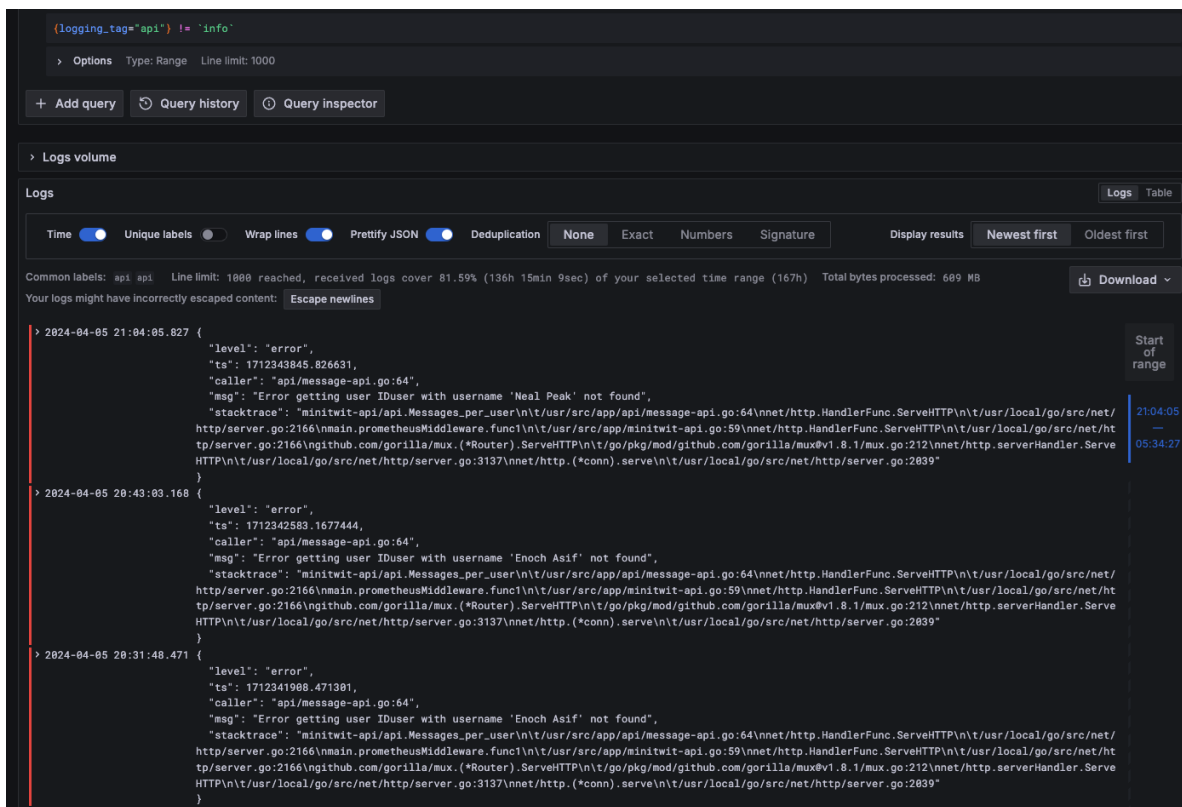 {logging_tag="api"} != `info`
> Options Type: Range Line limit: 1000
+ Add query Query history Query inspector
> Logs volume
Logs
Logs Table
Time Unique labels Wrap lines Prettify JSON Deduplication None Exact Numbers Signature Display results Newest first Oldest first
Common labels: api api Line limit: 1000 reached, received logs cover 81.59% (136h 15min 9sec) of your selected time range (167h) Total bytes processed: 609 MB
Download
Your logs might have incorrectly escaped content: Escape newlines
Start
of
range
21:04:05
—
05:34:27
> 2024-04-05 21:04:05.827 {
"level": "error",
"ts": 1712343845.826631,
"caller": "api/message-api.go:64",
"msg": "Error getting user IDuser with username 'Neal Peak' not found",
"stacktrace": "minitwit-api/api.Messages_per_user\n\t/usr/src/app/api/message-api.go:64\nnet/http.HandlerFunc.ServeHTTP\n\t/usr/local/go/src/net/
http/server.go:2166\nmain.prometheusMiddleware.func1\n\t/usr/src/app/minitwit-api.go:59\nnet/http.HandlerFunc.ServeHTTP\n\t/usr/local/go/src/net/ht
tp/server.go:2166\ngithub.com/gorilla/mux.(*Router).ServeHTTP\n\t/go/pkg/mod/github.com/gorilla/mux@v1.8.1/mux.go:212\nnet/http.serverHandler.Serve
HTTP\n\t/usr/local/go/src/net/http/server.go:3137\nnet/http.(*conn).serve\n\t/usr/local/go/src/net/http/server.go:2039"
}
> 2024-04-05 20:43:03.168 {
"level": "error",
"ts": 1712342583.1677444,
"caller": "api/message-api.go:64",
"msg": "Error getting user IDuser with username 'Enoch Asif' not found",
"stacktrace": "minitwit-api/api.Messages_per_user\n\t/usr/src/app/api/message-api.go:64\nnet/http.HandlerFunc.ServeHTTP\n\t/usr/local/go/src/net/
http/server.go:2166\nmain.prometheusMiddleware.func1\n\t/usr/src/app/minitwit-api.go:59\nnet/http.HandlerFunc.ServeHTTP\n\t/usr/local/go/src/net/ht
tp/server.go:2166\ngithub.com/gorilla/mux.(*Router).ServeHTTP\n\t/go/pkg/mod/github.com/gorilla/mux@v1.8.1/mux.go:212\nnet/http.serverHandler.Serve
HTTP\n\t/usr/local/go/src/net/http/server.go:3137\nnet/http.(*conn).serve\n\t/usr/local/go/src/net/http/server.go:2039"
}
> 2024-04-05 20:31:48.471 {
"level": "error",
"ts": 1712341908.471301,
"caller": "api/message-api.go:64",
"msg": "Error getting user IDuser with username 'Enoch Asif' not found",
"stacktrace": "minitwit-api/api.Messages_per_user\n\t/usr/src/app/api/message-api.go:64\nnet/http.HandlerFunc.ServeHTTP\n\t/usr/local/go/src/net/
http/server.go:2166\nmain.prometheusMiddleware.func1\n\t/usr/src/app/minitwit-api.go:59\nnet/http.HandlerFunc.ServeHTTP\n\t/usr/local/go/src/net/ht
tp/server.go:2166\ngithub.com/gorilla/mux.(*Router).ServeHTTP\n\t/go/pkg/mod/github.com/gorilla/mux@v1.8.1/mux.go:212\nnet/http.serverHandler.Serve
HTTP\n\t/usr/local/go/src/net/http/server.go:3137\nnet/http.(*conn).serve\n\t/usr/local/go/src/net/http/server.go:2039"
}